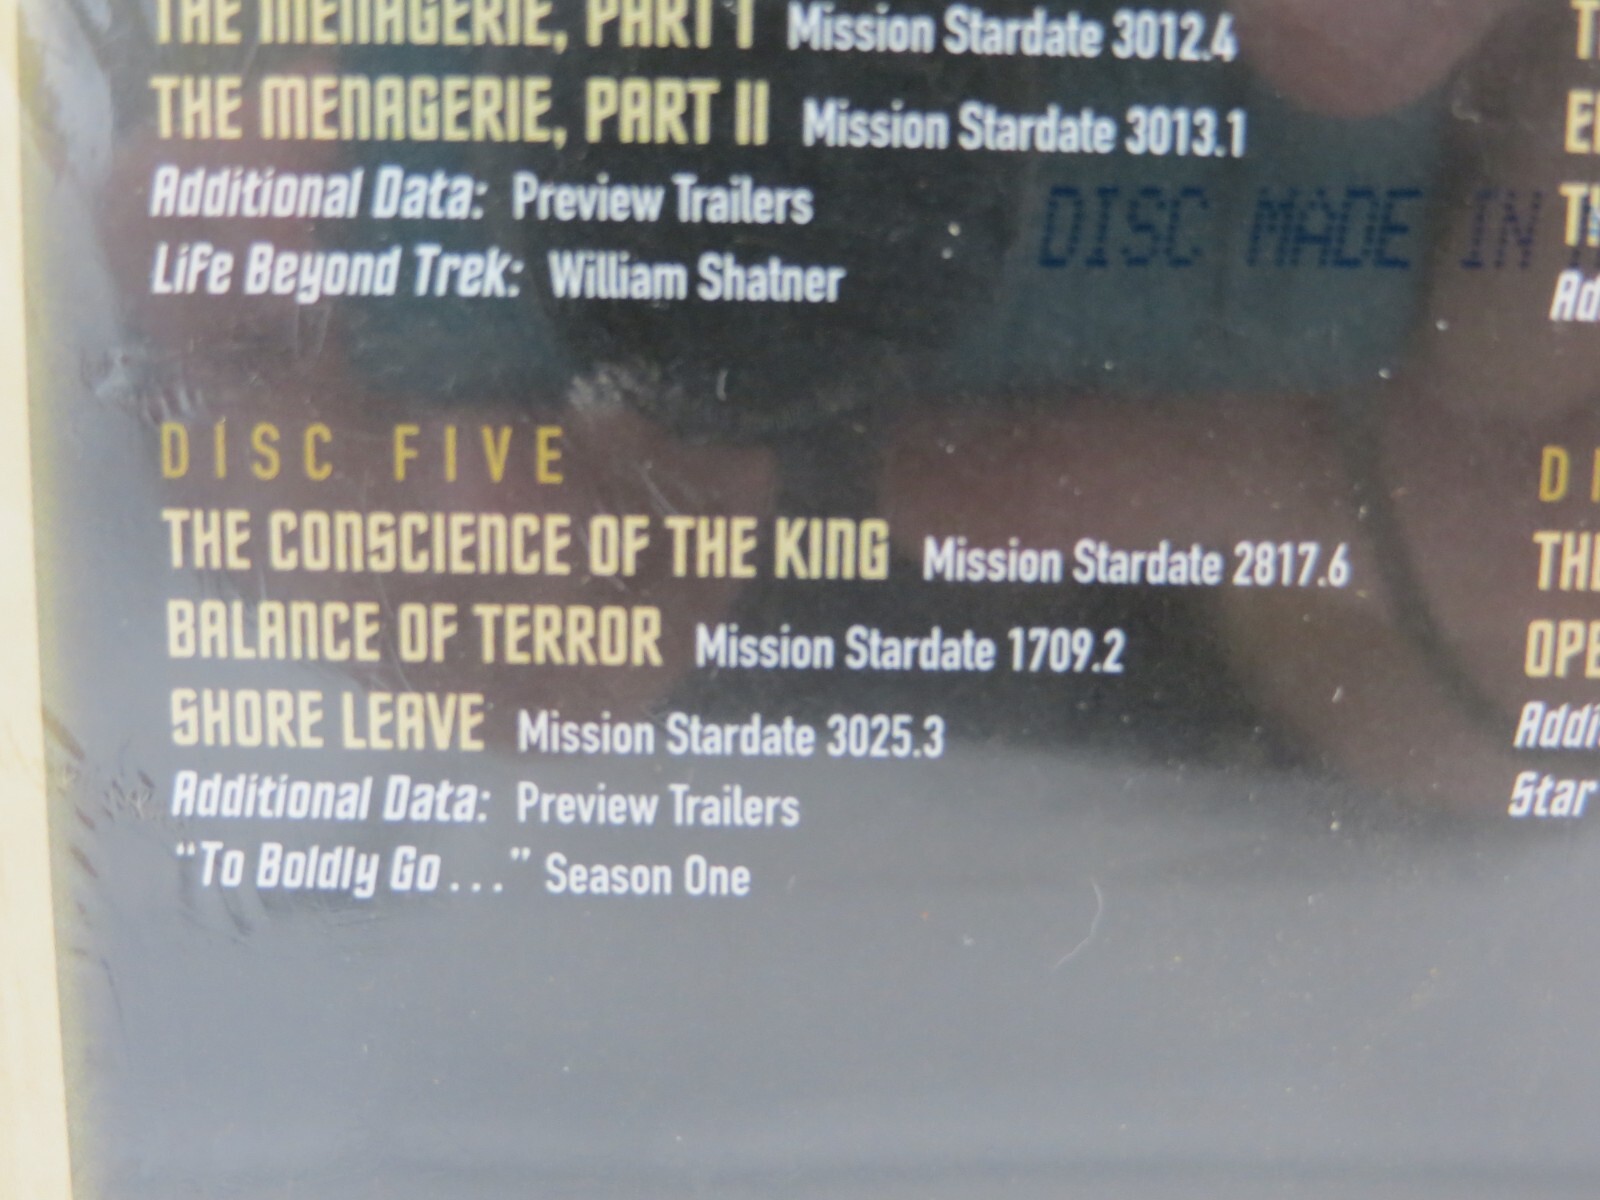 THE MENAGERIE, PART I Mission Stardate 3012.4
THE MENAGERIE, PART II Mission Stardate 3013.1
Additional Data: Preview Trailers
Life Beyond Trek: William Shatner
DISC MADE IN
DISC FIVE
THE CONSCIENCE OF THE KING Mission Stardate 2817.6
BALANCE OF TERROR Mission Stardate 1709.2
SHORE LEAVE Mission Stardate 3025.3
Additional Data: Preview Trailers
"To Boldly Go..." Season One
Star